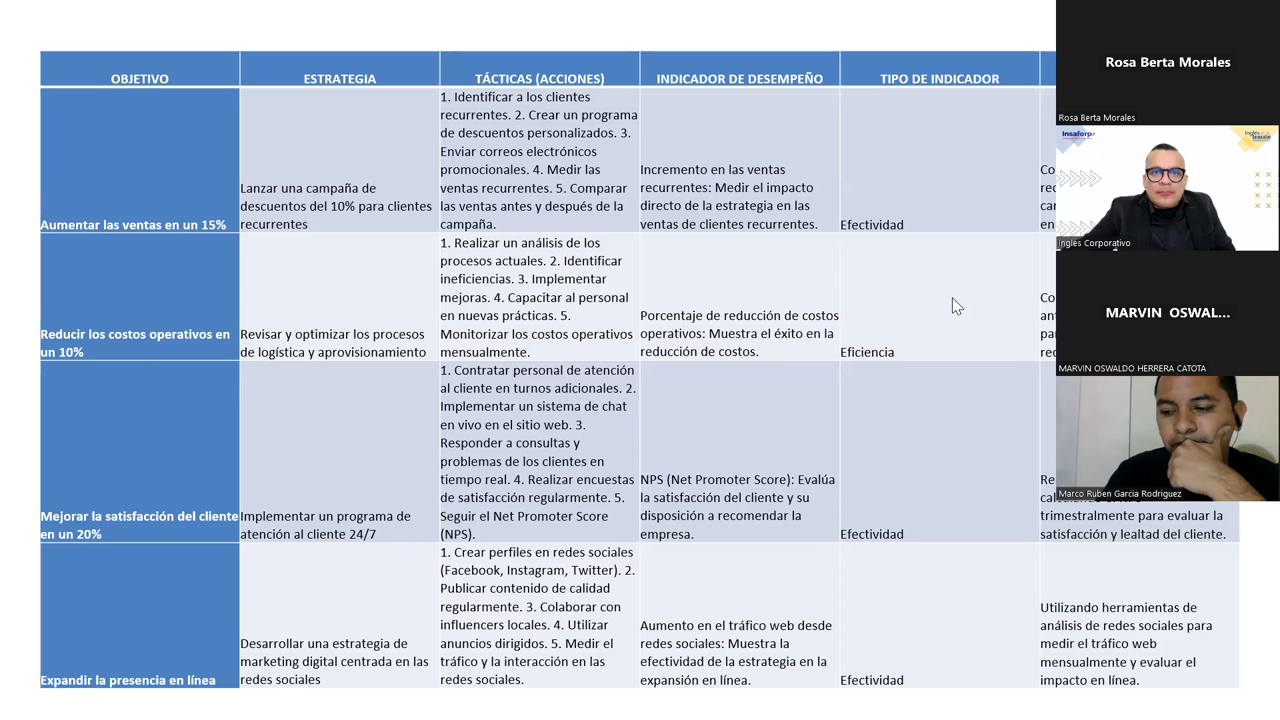 OBJETIVO
ESTRATEGIA
TÁCTICAS (ACCIONES)
INDICADOR DE DESEMPEÑO
TIPO DE INDICADOR
Aumentar las ventas en un 15%
Lanzar una campaña de
descuentos del 10% para clientes
recurrentes
1. Identificar a los clientes
recurrentes. 2. Crear un programa
de descuentos personalizados. 3.
Enviar correos electrónicos
promocionales. 4. Medir las
ventas recurrentes. 5. Comparar
las ventas antes y después de la
campaña.
Incremento en las ventas
recurrentes: Medir el impacto
directo de la estrategia en las
ventas de clientes recurrentes.
Efectividad
Reducir los costos operativos en
un 10%
Revisar y optimizar los procesos
de logística y aprovisionamiento
1. Realizar un análisis de los
procesos actuales. 2. Identificar
ineficiencias. 3. Implementar
mejoras. 4. Capacitar al personal
en nuevas prácticas. 5.
Monitorizar los costos operativos
mensualmente.
Porcentaje de reducción de costos
operativos: Muestra el éxito en la
reducción de costos.
Eficiencia
Mejorar la satisfacción del cliente
en un 20%
Implementar un programa de
atención al cliente 24/7
1. Contratar personal de atención
al cliente en turnos adicionales. 2.
Implementar un sistema de chat
en vivo en el sitio web. 3.
Responder a consultas y
problemas de los clientes en
tiempo real. 4. Realizar encuestas
de satisfacción regularmente. 5.
Seguir el Net Promoter Score
(NPS).
NPS (Net Promoter Score): Evalúa
la satisfacción del cliente y su
disposición a recomendar la
empresa.
Efectividad
trimestralmente para evaluar la
satisfacción y lealtad del cliente.
Expandir la presencia en línea
Desarrollar una estrategia de
marketing digital centrada en las
redes sociales
1. Crear perfiles en redes sociales
(Facebook, Instagram, Twitter). 2.
Publicar contenido de calidad
regularmente. 3. Colaborar con
influencers locales. 4. Utilizar
anuncios dirigidos. 5. Medir el
tráfico y la interacción en las
redes sociales.
Aumento en el tráfico web desde
redes sociales: Muestra la
efectividad de la estrategia en la
expansión en línea.
Efectividad
Utilizando herramientas de
análisis de redes sociales para
medir el tráfico web
mensualmente y evaluar el
impacto en línea.
Rosa Berta Morales
Rosa Berta Morales
Insaforp
Inglés Corporativo
MARVIN OSWAL...
MARVIN OSWALDO HERRERA CATOTA
Marco Ruben Garcia Rodriguez